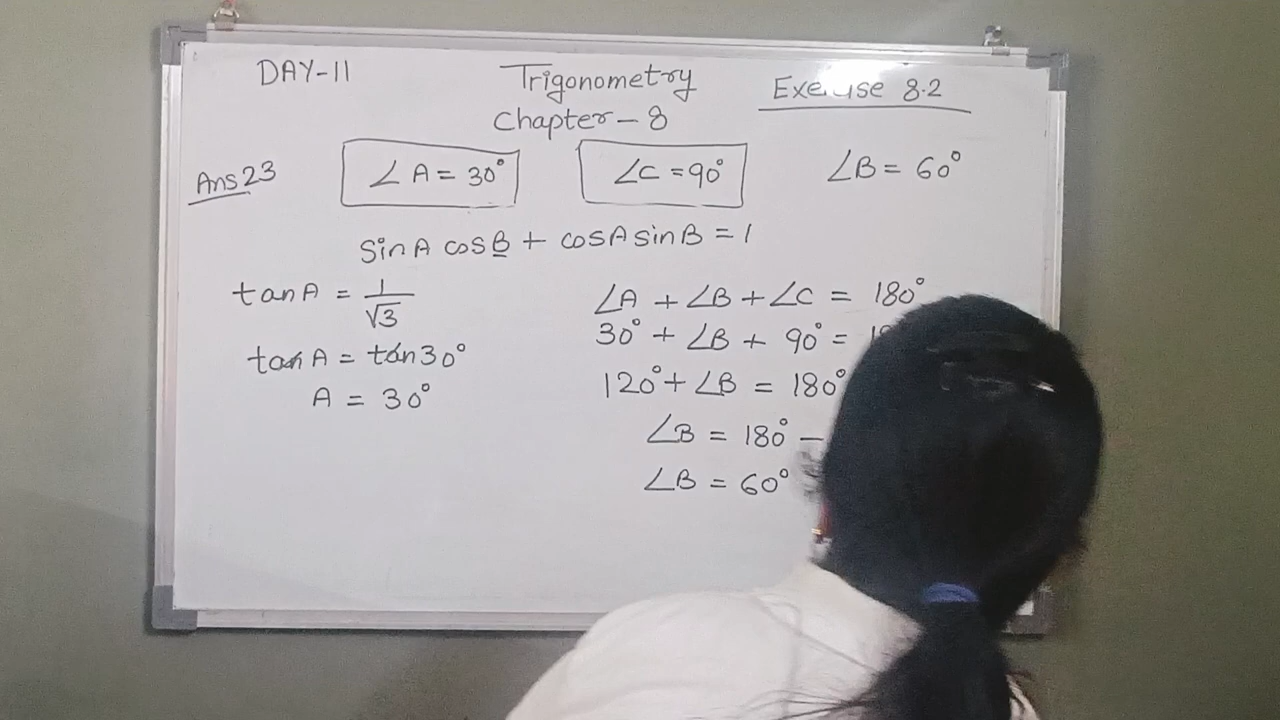 DAY-11
Trigonometry
Chapter-8
Exercise 8.2
Ans 23
∠A = 30°
∠C = 90°
∠B = 60°
sinA cosB + cosA sinB = 1
tanA = 1/√3
tanA = tan30°
A = 30°
∠A + ∠B + ∠C = 180°
30° + ∠B + 90° =
120° + ∠B = 180°
∠B = 180° -
∠B = 60°